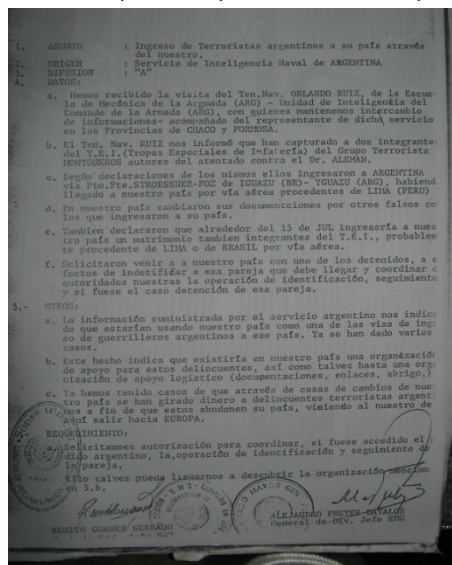 1. ASUNTO : Ingreso de Terroristas argentinos a su país através
del nuestro.
2. ORIGEN : Servicio de Inteligencia Naval de ARGENTINA
3. DIFUSION : "A"
4. DATOS:
a. Hemos recibido la visita del Ten.Nav. ORLANDO RUIZ, de la Escue
la de Mecánica de la Armada (ARG) - Unidad de Inteligencia del
Comando de la Armada (ARG), con quienes mantenemos intercambio
de informaciones- acompañado del representante de dicho servicio
en las Provincias de CHACO y FORMOSA.
b. El Ten. Nav. RUIZ nos informó que han capturado a dos integrante
del T.E.I.(Tropas Especiales de Infatería) del Grupo Terrorista
MONTONEROS autores del atentado contra el Dr. ALEMAN.
c. Según declaraciones de los mismos ellos ingresaron a ARGENTINA
vía Pto.Pte.STROESSNER-FOZ de IGUAZU (BR)- YGUAZU (ARG), habiend
llegado a nuestro país por vía aérea procedentes de LIMA (PERU)
d. En nuestro país cambiaron sus documentciones por otros falsos co
los que ingresaron a su país.
e. Tambien declararon que alrededor del 15 de JUL ingresaría a nues
tro país un matrimonio tambien integrantes del T.E.I., probablem
te procedente de LIMA o de BRASIL por vía aérea.
f. Solicitaron venir a a nuestro país con uno de los detenidos, a e
fectos de indetifidar a esa pareja que debe llegar y coordinar c
autoridades nuestras la operación de identificación, seguimiento
y si fuese el caso detención de esa pareja.
5.- OTROS:
a. La información suministrada por el servicio argentino nos indica
de que estarían usando nuestro país como una de las vias de ingr
so de guerrilleros argentinos a ese país. Ya se han dado varios
casos.
b. Este hecho indica que existiría en nuestro país una organizació
de apoyo para estos delincuentes, así como talvez hasta una org
nización de apoyo logístico (documentaciones, enlaces, abrigo,)
c. Ya hemos tenido casos de que através de casas de cambios de nues
tro país se han girado dinero a delincuentes terroristas argent
nos a fin de que estos abndonen su país, viniendo al nuestro de
aquí salir hacia EUROPA.
REQUERIMIENTO:
a. Solicitamoes autorización para coordinar, si fuese accedido el
ido argentino, la,operación de identificación y seguimiento de
la pareja.
Ello calvez pueda llevarnos a descubrir la organización mencion
en 5.b.
BENITO GUANES SERRANO
ALEJANDRO FRETES DAVALOS
General de Div. Jefe EMG